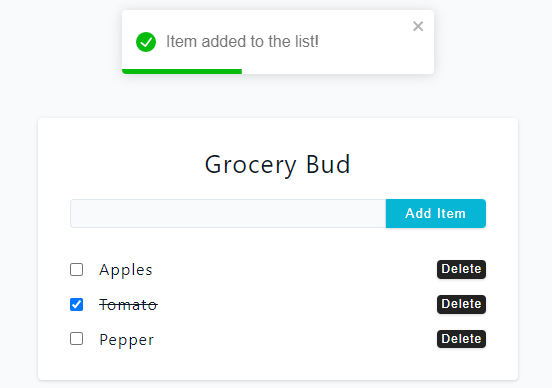 Item added to the list!
Grocery Bud
Add Item
Apples Delete
Tomato Delete
Pepper Delete